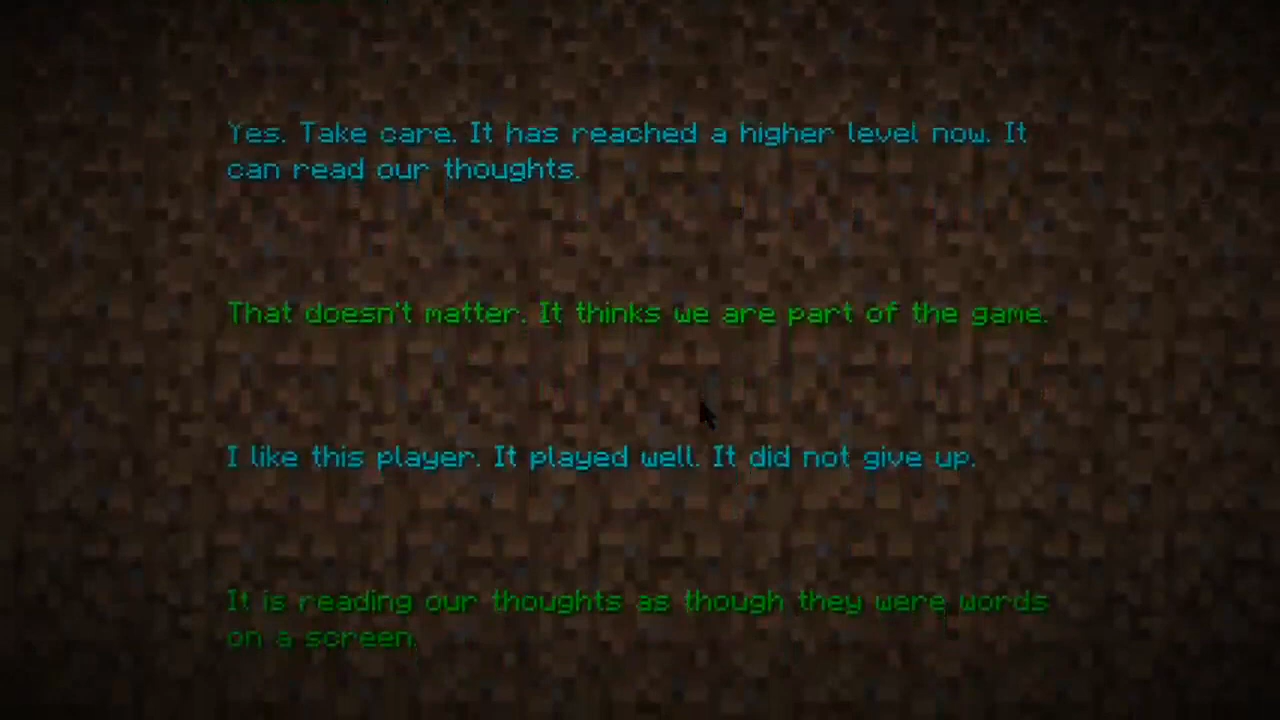 Yes. Take care. It has reached a higher level now. It
can read our thoughts.
That doesn't matter. It thinks we are part of the game.
I like this player. It played well. It did not give up.
It is reading our thoughts as though they were words
on a screen.